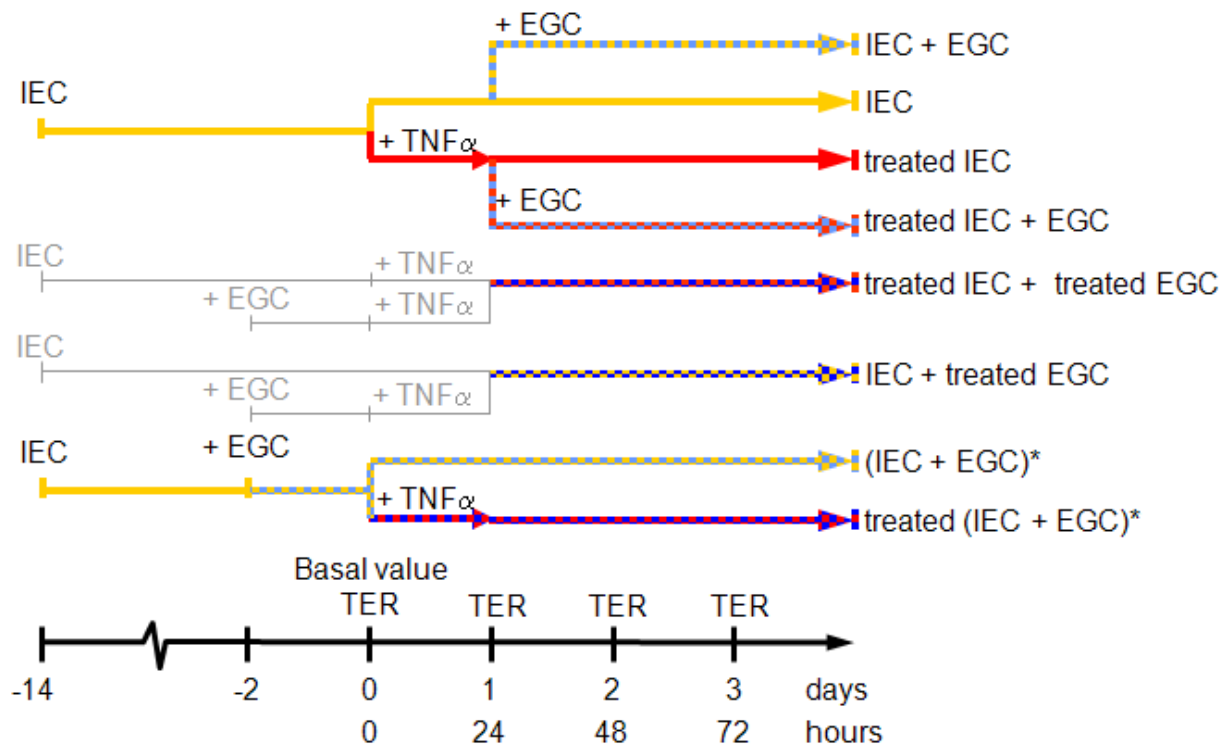 + EGC
IEC + EGC
IEC
IEC
+ TNFα
treated IEC
+ EGC
treated IEC + EGC
IEC
+ TNFα
treated IEC + treated EGC
+ EGC
+ TNFα
IEC
IEC + treated EGC
+ EGC
+ TNFα
IEC
+ EGC
(IEC + EGC)*
+ TNFα
treated (IEC + EGC)*
Basal value
TER TER TER TER
-14 -2 0 1 2 3 days
0 24 48 72 hours